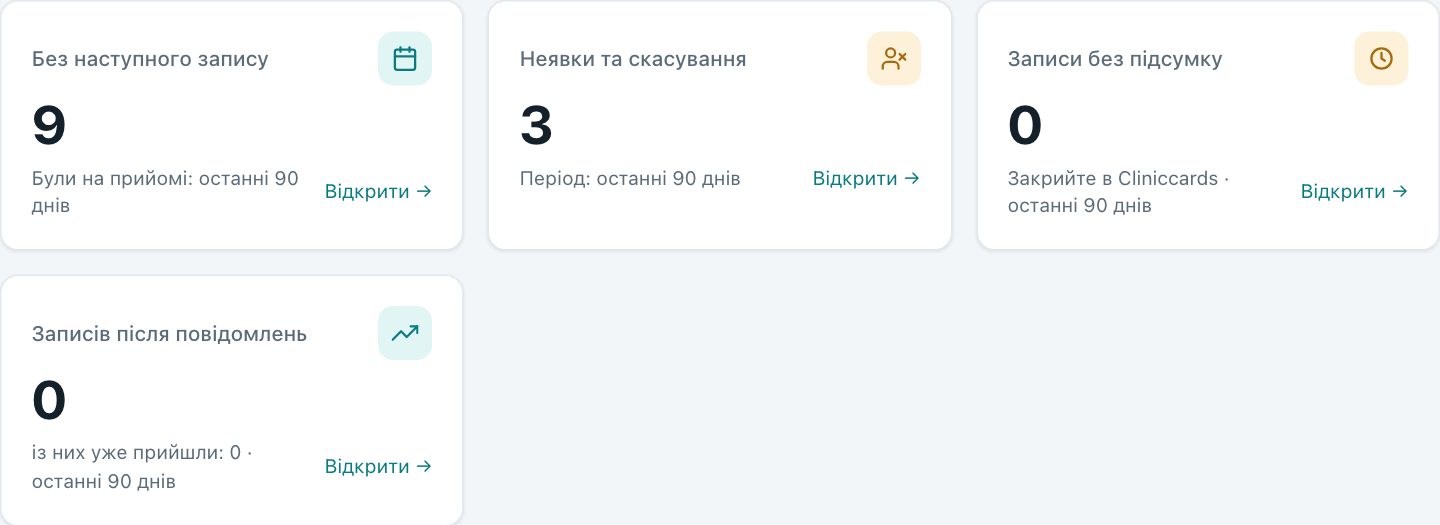 Без наступного запису
9
Були на прийомі: останні 90
днів
Відкрити →
Неявки та скасування
3
Період: останні 90 днів
Відкрити →
Записи без підсумку
0
Закрийте в Cliniccards ·
останні 90 днів
Відкрити →
Записів після повідомлень
0
із них уже прийшли: 0 ·
останні 90 днів
Відкрити →